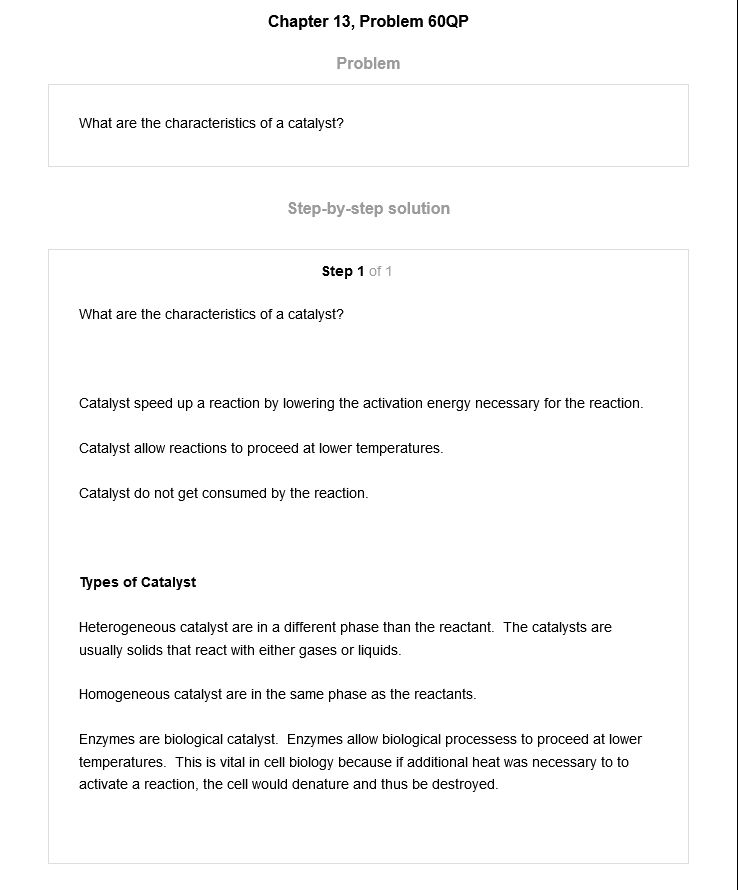 Chapter 13, Problem 60QP
Problem
What are the characteristics of a catalyst?
Step-by-step solution
Step 1 of 1
What are the characteristics of a catalyst?
Catalyst speed up a reaction by lowering the activation energy necessary for the reaction.
Catalyst allow reactions to proceed at lower temperatures.
Catalyst do not get consumed by the reaction.
Types of Catalyst
Heterogeneous catalyst are in a different phase than the reactant.  The catalysts are
usually solids that react with either gases or liquids.
Homogeneous catalyst are in the same phase as the reactants.
Enzymes are biological catalyst.  Enzymes allow biological processess to proceed at lower
temperatures.  This is vital in cell biology because if additional heat was necessary to to
activate a reaction, the cell would denature and thus be destroyed.